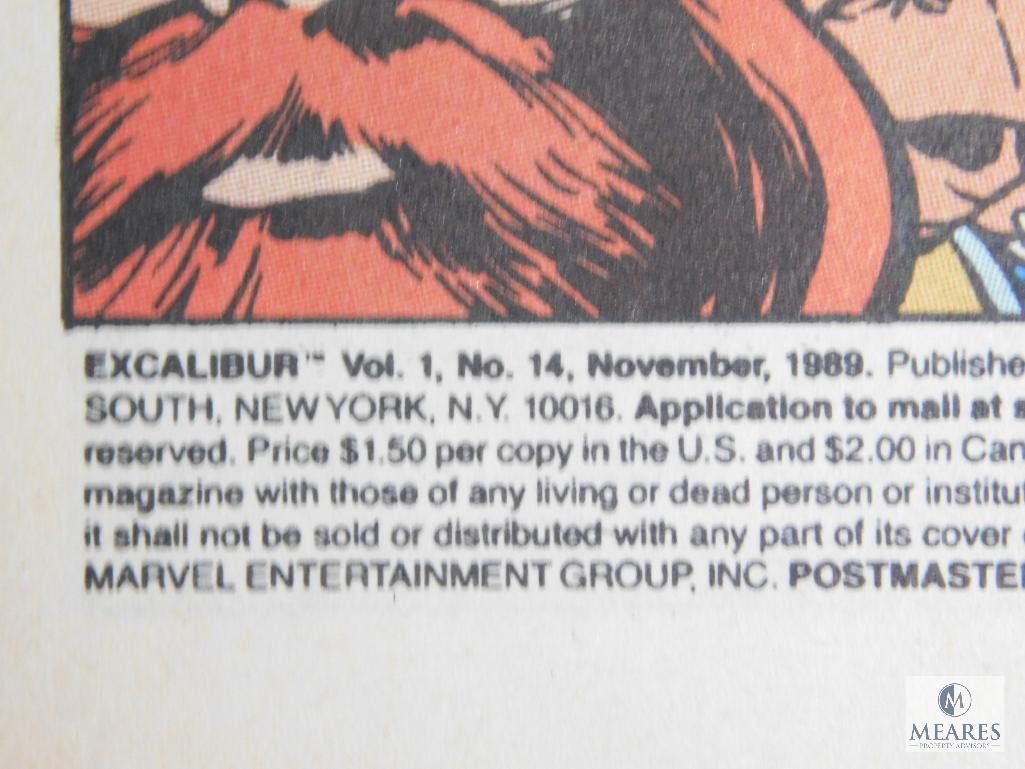 EXCALIBUR™ Vol. 1, No. 14, November, 1989. Publishe
SOUTH, NEW YORK, N.Y. 10016. Application to mail at s
reserved. Price $1.50 per copy in the U.S. and $2.00 in Can
magazine with those of any living or dead person or institut
it shall not be sold or distributed with any part of its cover
MARVEL ENTERTAINMENT GROUP, INC. POSTMASTE
M
MEARES
PROPERTY ADVISORS